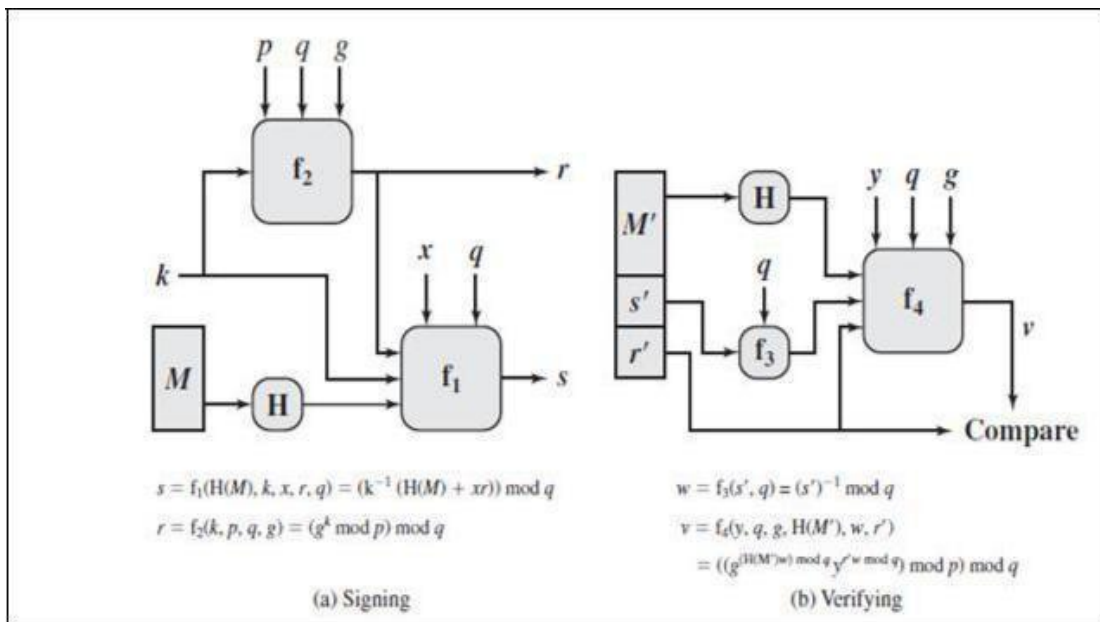 p q g
f₂
r
k
x q
M
H
f₁
s
s = f₁(H(M), k, x, r, q) = (k⁻¹ (H(M) + xr)) mod q
r = f₂(k, p, q, g) = (gᵏ mod p) mod q
(a) Signing
y q g
M'
H
q
s'
f₄
v
r'
f₃
Compare
w = f₃(s', q) = (s')⁻¹ mod q
v = f₄(y, q, g, H(M'), w, r')
= ((g^(H(M')w) mod q y^r'w mod q) mod p) mod q
(b) Verifying